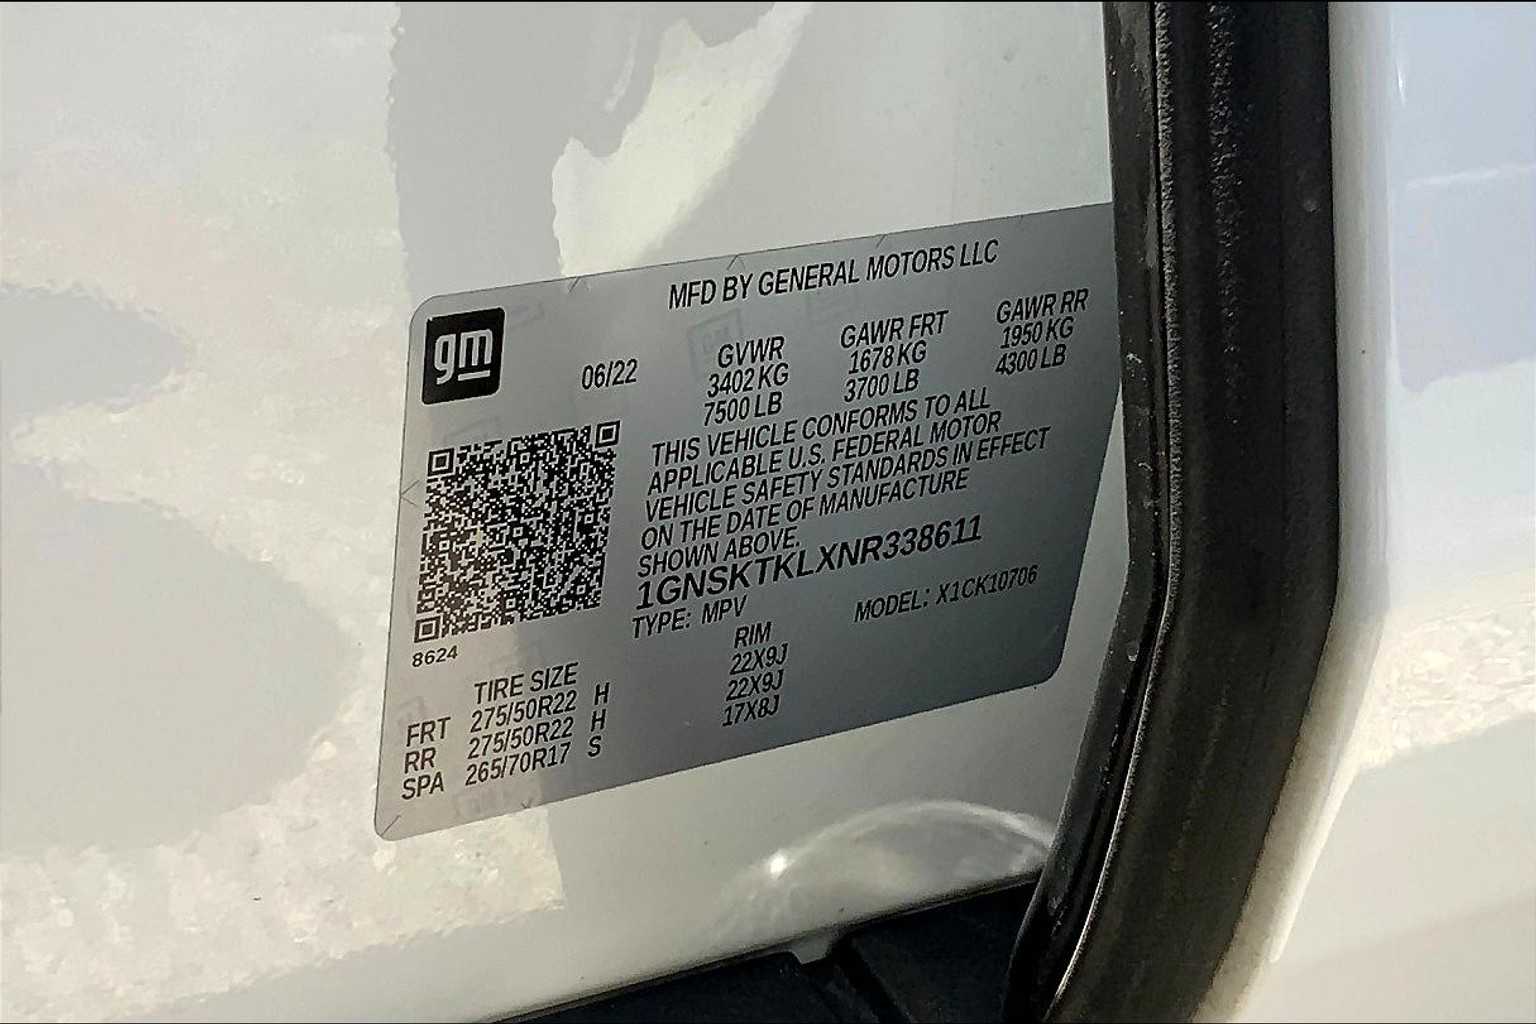 MFD BY GENERAL MOTORS LLC
gm
06/22
GVWR GAWR FRT GAWR RR
3402 KG 1678 KG 1950 KG
7500 LB 3700 LB 4300 LB
THIS VEHICLE CONFORMS TO ALL
APPLICABLE U.S. FEDERAL MOTOR
VEHICLE SAFETY STANDARDS IN EFFECT
ON THE DATE OF MANUFACTURE
SHOWN ABOVE.
1GNSKTKLXNR338611
TYPE: MPV MODEL: X1CK10706
8624
TIRE SIZE RIM
FRT 275/50R22 H 22X9J
RR 275/50R22 H 22X9J
SPA 265/70R17 S 17X8J